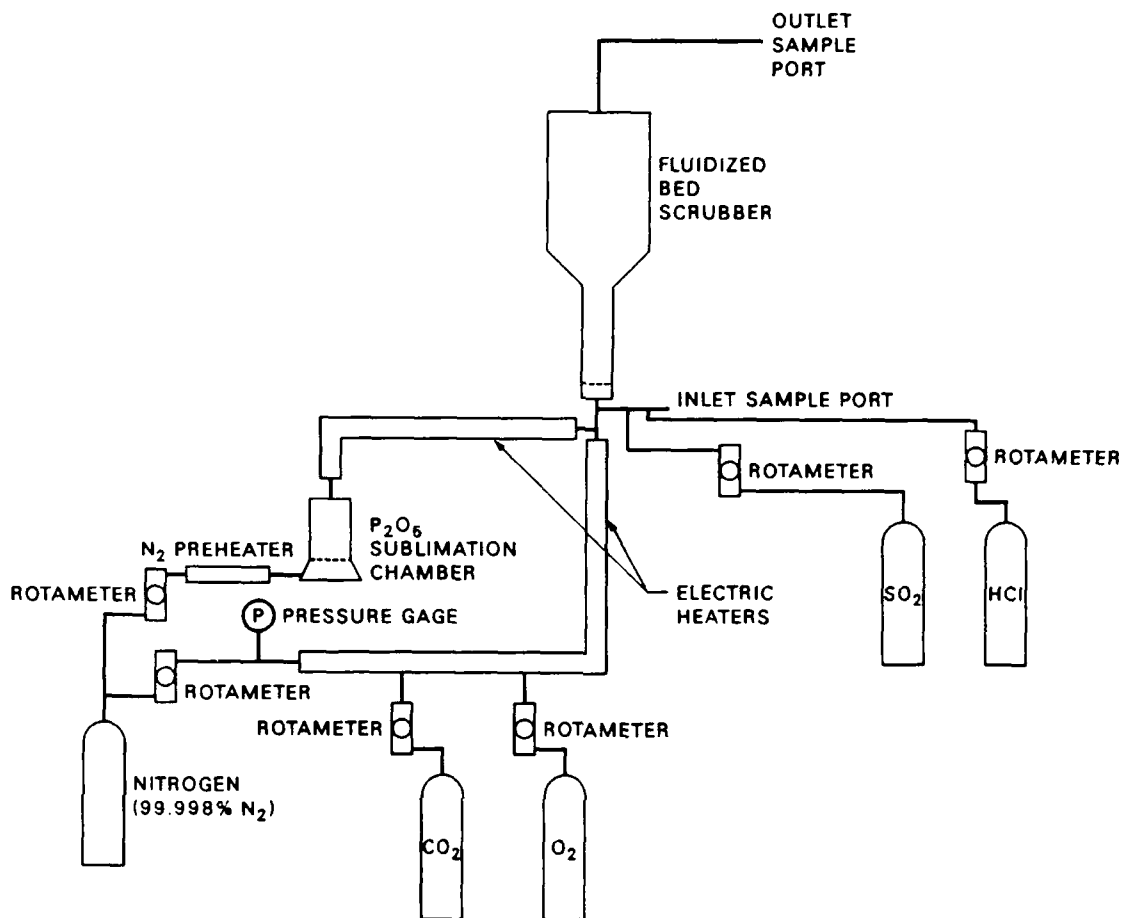 OUTLET
SAMPLE
PORT
FLUIDIZED
BED
SCRUBBER
INLET SAMPLE PORT
ROTAMETER
ROTAMETER
P₂O₅
SUBLIMATION
CHAMBER
N₂ PREHEATER
ROTAMETER
P PRESSURE GAGE
ELECTRIC
HEATERS
SO₂
HCl
ROTAMETER
ROTAMETER
ROTAMETER
NITROGEN
(99.998% N₂)
CO₂
O₂